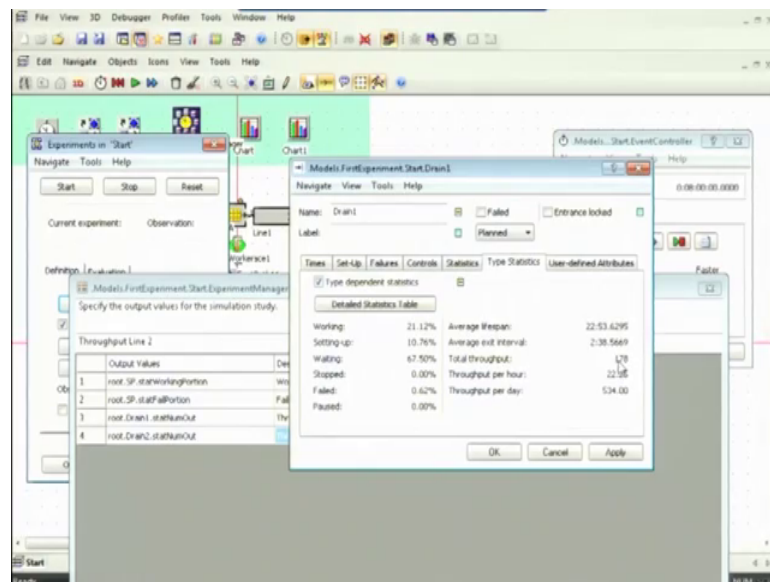 File View 3D Debugger Profiler Tools Window Help
Edit Navigate Objects Icons View Tools Help
Chart Chart1
Experiments in 'Start'
Navigate Tools Help
Start Stop Reset
Current experiment: Observation:
Definition Evaluation
Line1
Workerace1
.Models...Start.EventController
Help
0:08:00:00.0000
Faster
.Models.FirstExperiment.Start.ExperimentManager
Specify the output values for the simulation study.
Throughput Line 2
Output Values
1 root.SP.statWorkingPortion
2 root.SP.statFailPortion
3 root.Drain1.statNumOut
4 root.Drain2.statNumOut
.Models.FirstExperiment.Start.Drain1
Navigate View Tools Help
Name: Drain1 Failed Entrance locked
Label: Planned
Times Set-Up Failures Controls Statistics Type Statistics User-defined Attributes
Type dependent statistics
Detailed Statistics Table
Working: 21.12% Average lifespan: 22:53.6295
Setting-up: 10.76% Average exit interval: 2:38.5669
Waiting: 67.50% Total throughput: 178
Stopped: 0.00% Throughput per hour:
Failed: 0.62% Throughput per day: 534.00
Paused: 0.00%
OK Cancel Apply
Start
Ready